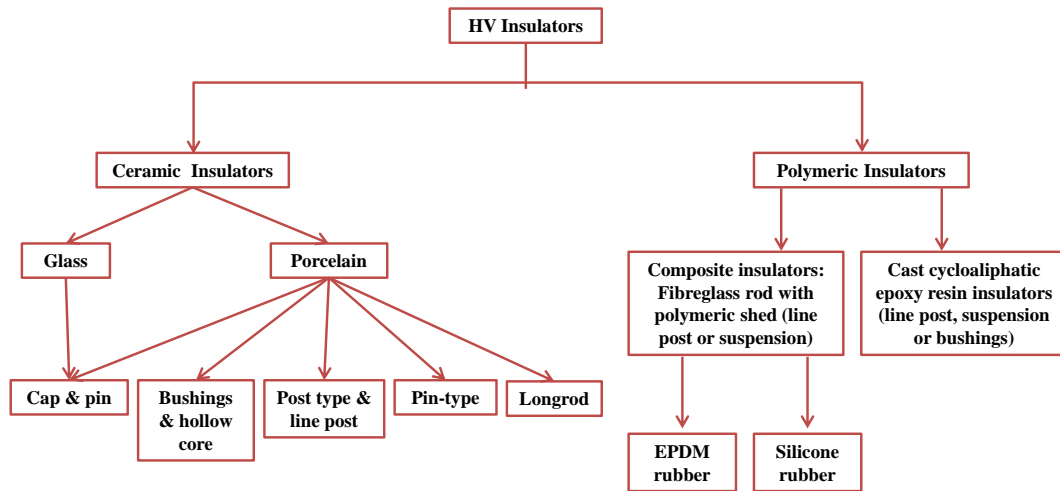 HV Insulators
Ceramic Insulators
Polymeric Insulators
Glass
Porcelain
Composite insulators:
Fibreglass rod with
polymeric shed (line
post or suspension)
Cast cycloaliphatic
epoxy resin insulators
(line post, suspension
or bushings)
Cap & pin
Bushings
& hollow
core
Post type &
line post
Pin-type
Longrod
EPDM
rubber
Silicone
rubber